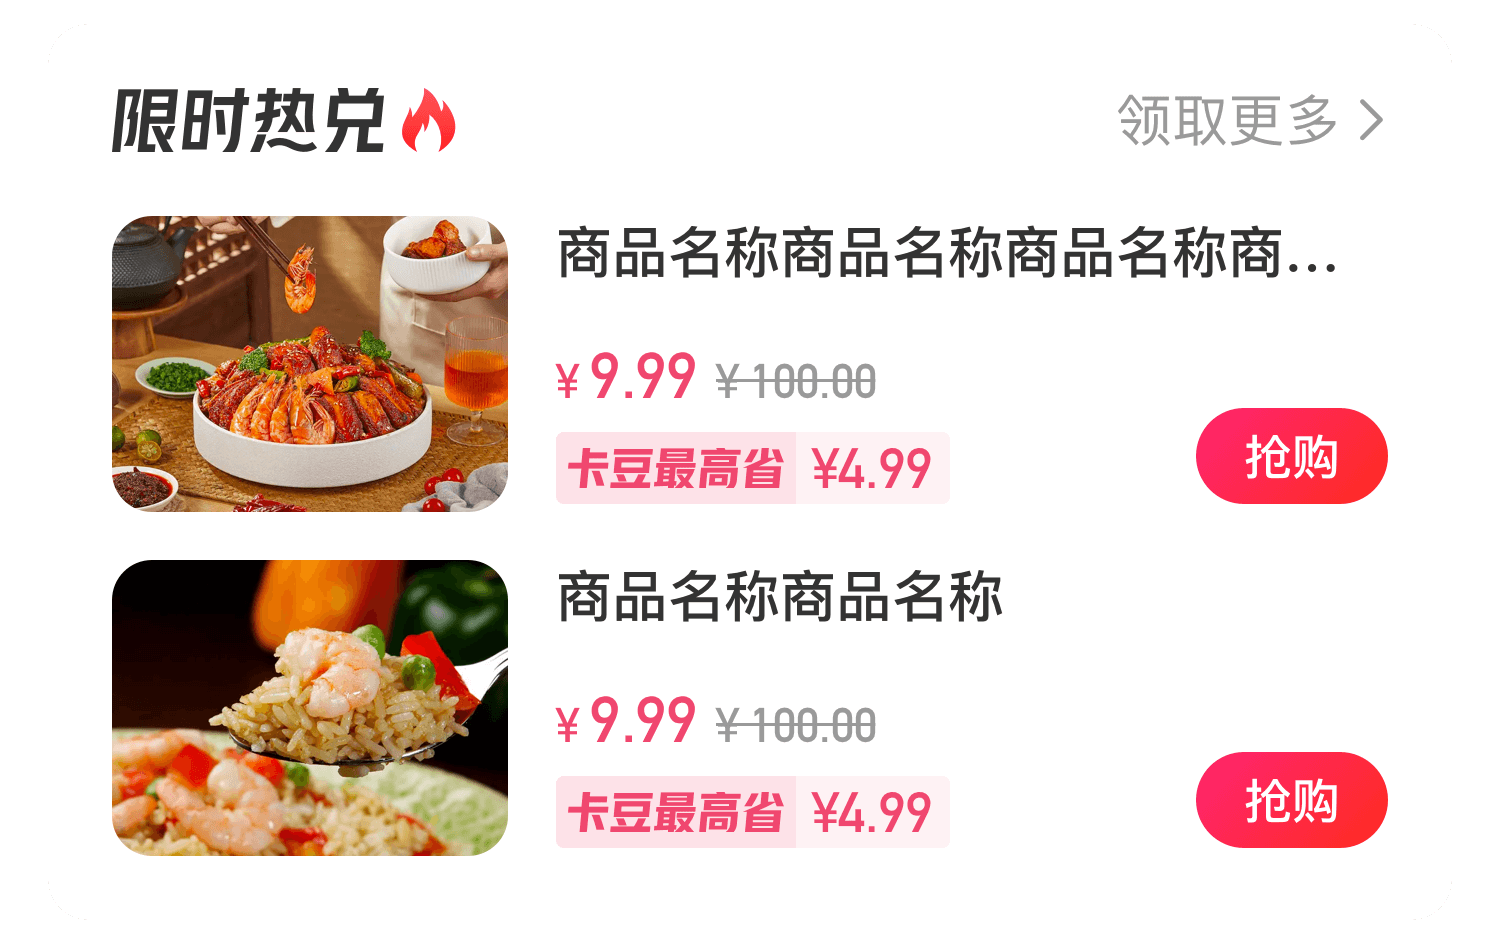 限时热兑
领取更多
商品名称商品名称商品名称商...
¥9.99 ¥100.00
卡豆最高省 ¥4.99
抢购
商品名称商品名称
¥9.99 ¥100.00
卡豆最高省 ¥4.99
抢购